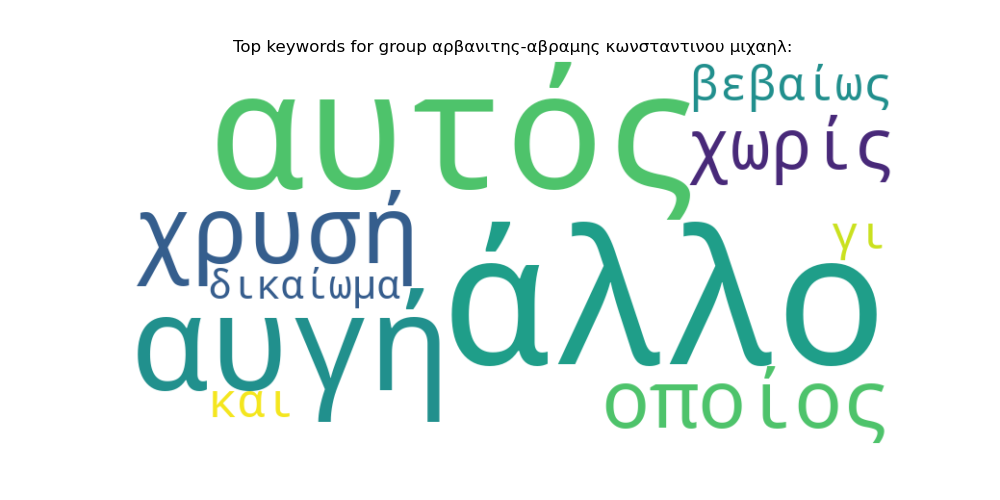 Top keywords for group αρβανιτης-αβραμης κωνσταντινου μιχαηλ:
αυτός
βεβαίως
χωρίς
χρυσή
γι
δικαίωμα
άλλο
αυγή
και
οποίος